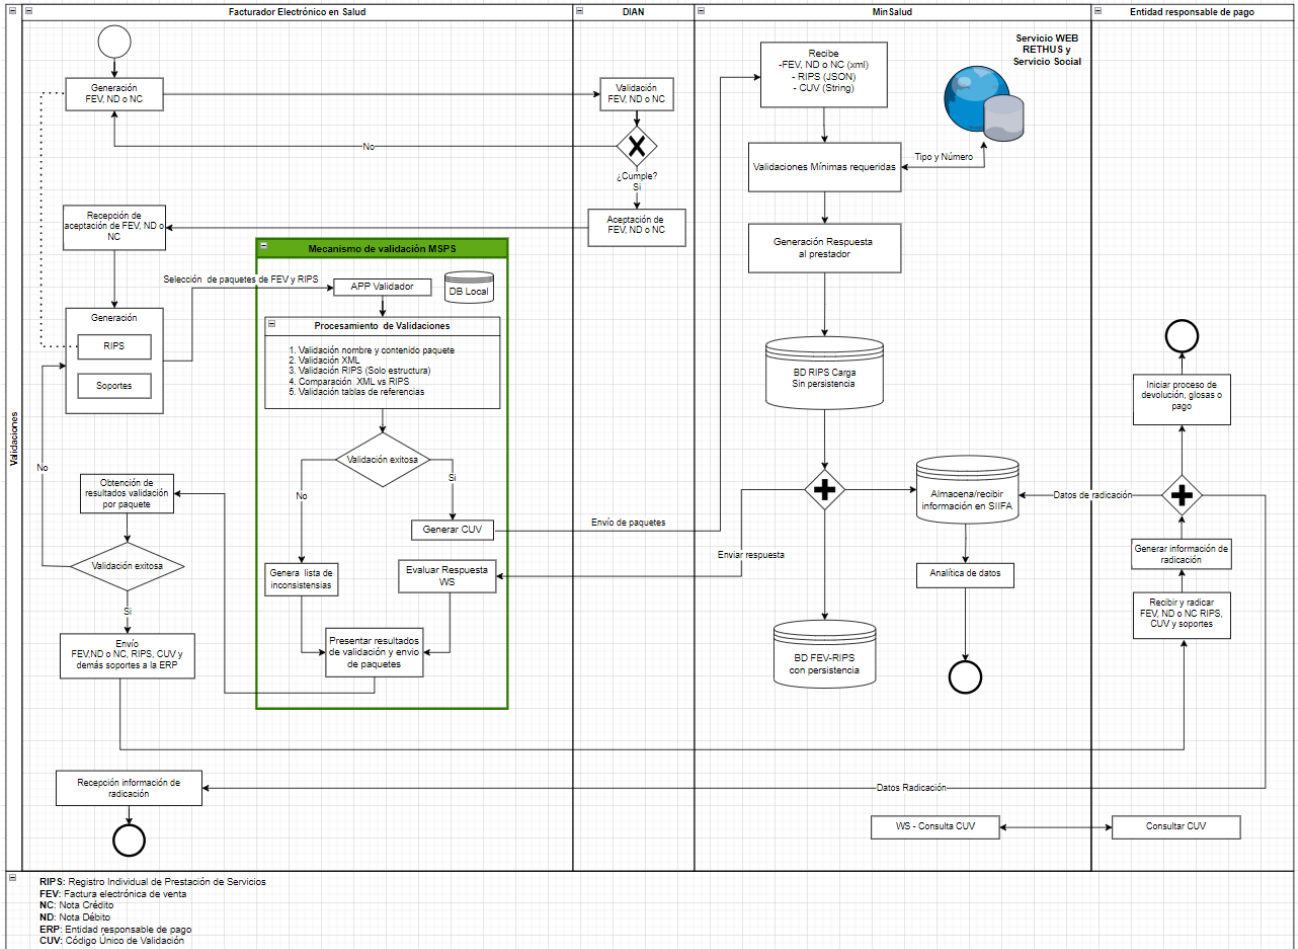 Facturador Electrónico en Salud
DIAN
MinSalud
Entidad responsable de pago
Validaciones
Generación
FEV, ND o NC
Validación
FEV, ND o NC
No
¿Cumple?
Si
Aceptación de
FEV, ND o NC
Recepción de
aceptación de FEV, ND o
NC
Generación
RIPS
Soportes
Selección de paquetes de FEV y RIPS
Mecanismo de validación MSPS
APP Validador
DB Local
Procesamiento de Validaciones
1. Validación nombre y contenido paquete
2. Validación XML
3. Validación RIPS (Solo estructura)
4. Comparación XML vs RIPS
5. Validación tablas de referencias
Validación exitosa
No
Si
Generar CUV
Genera lista de
inconsistensias
Evaluar Respuesta
WS
Presentar resultados
de validación y envio
de paquetes
No
Obtención de
resultados validación
por paquete
Validación exitosa
Si
Envío
FEV,ND o NC, RIPS, CUV y
demás soportes a la ERP
Recepción información de
radicación
Envío de paquetes
Enviar respuesta
Recibe
-FEV, ND o NC (xml)
- RIPS (JSON)
- CUV (String)
Servicio WEB
RETHUS y
Servicio Social
Validaciones Mínimas requeridas
Tipo y Número
Generación Respuesta
al prestador
BD RIPS Carga
Sin persistencia
Almacena/recibir
información en SIIFA
Datos de radicación
Analítica de datos
BD FEV-RIPS
con persistencia
Iniciar proceso de
devolución, glosas o
pago
Generar información de
radicación
Recibir y radicar
FEV, ND o NC RIPS,
CUV y soportes
Datos Radicación
WS - Consulta CUV
Consultar CUV
RIPS: Registro Individual de Prestación de Servicios
FEV: Factura electrónica de venta
NC: Nota Crédito
ND: Nota Débito
ERP: Entidad responsable de pago
CUV: Código Único de Validación